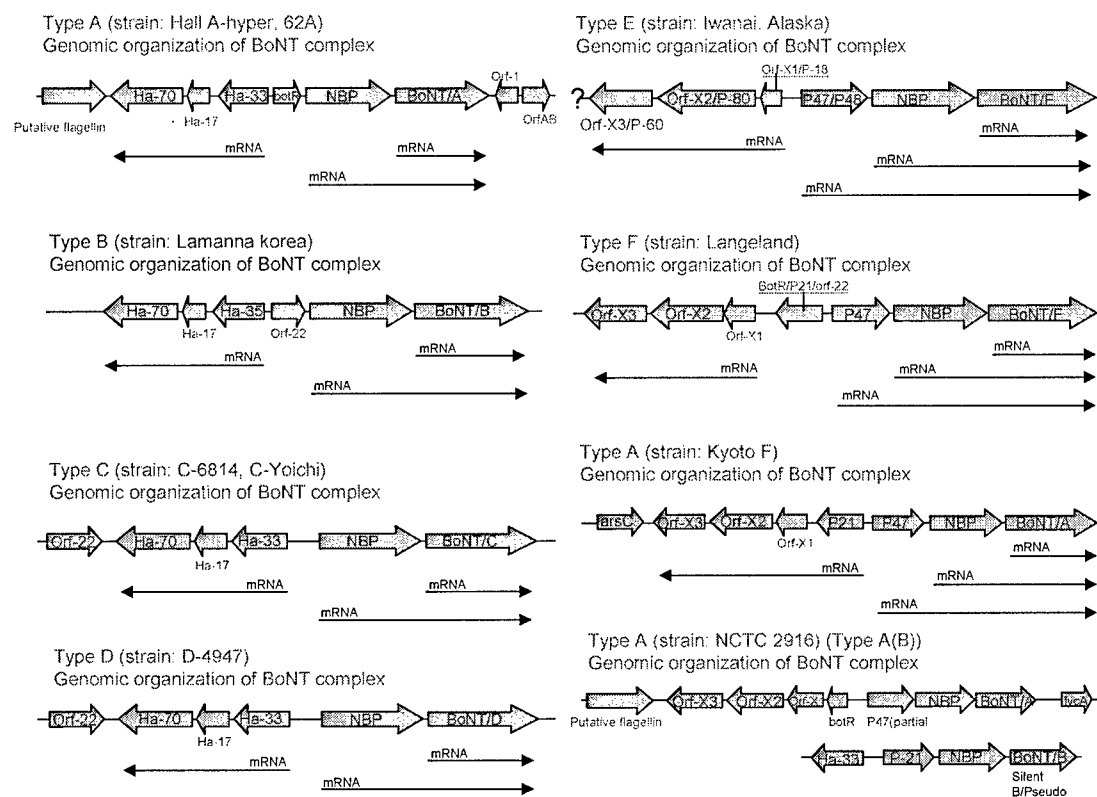 Type A (strain: Hall A-hyper, 62A)
Genomic organization of BoNT complex
Orf-1
Ha-70
Ha-33
botR
NBP
BoNT/A
Putative flagellin
Ha-17
OrfAB
mRNA
mRNA
mRNA
Type B (strain: Lamanna korea)
Genomic organization of BoNT complex
Ha-70
Ha-35
NBP
BoNT/B
Ha-17
Orf-22
mRNA
mRNA
mRNA
Type C (strain: C-6814, C-Yoichi)
Genomic organization of BoNT complex
Orf-22
Ha-70
Ha-33
NBP
BoNT/C
Ha-17
mRNA
mRNA
mRNA
Type D (strain: D-4947)
Genomic organization of BoNT complex
Orf-22
Ha-70
Ha-33
NBP
BoNT/D
Ha-17
mRNA
mRNA
mRNA
Type E (strain: Iwanai. Alaska)
Genomic organization of BoNT complex
Orf-X1/P-18
?
Orf-X2/P-80
P47/P48
NBP
Orf-X3/P-60
mRNA
mRNA
mRNA
mRNA
Type F (strain: Langeland)
Genomic organization of BoNT complex
BotR/P21/orf-22
Orf-X3
Orf-X2
P47
NBP
BoNT/F
Orf-X1
mRNA
mRNA
mRNA
mRNA
Type A (strain: Kyoto F)
Genomic organization of BoNT complex
arsC
Orf-X3
Orf-X2
P21
P47
NBP
BoNT/A
Orf-X1
mRNA
mRNA
mRNA
mRNA
Type A (strain: NCTC 2916) (Type A(B))
Genomic organization of BoNT complex
Orf-X3
Orf-X2
Orf-X
NBP
BoNT/A
Putative flagellin
botR
P47(partial
Ha-33
P-21
NBP
BoNT/B
Silent
B/Pseudo